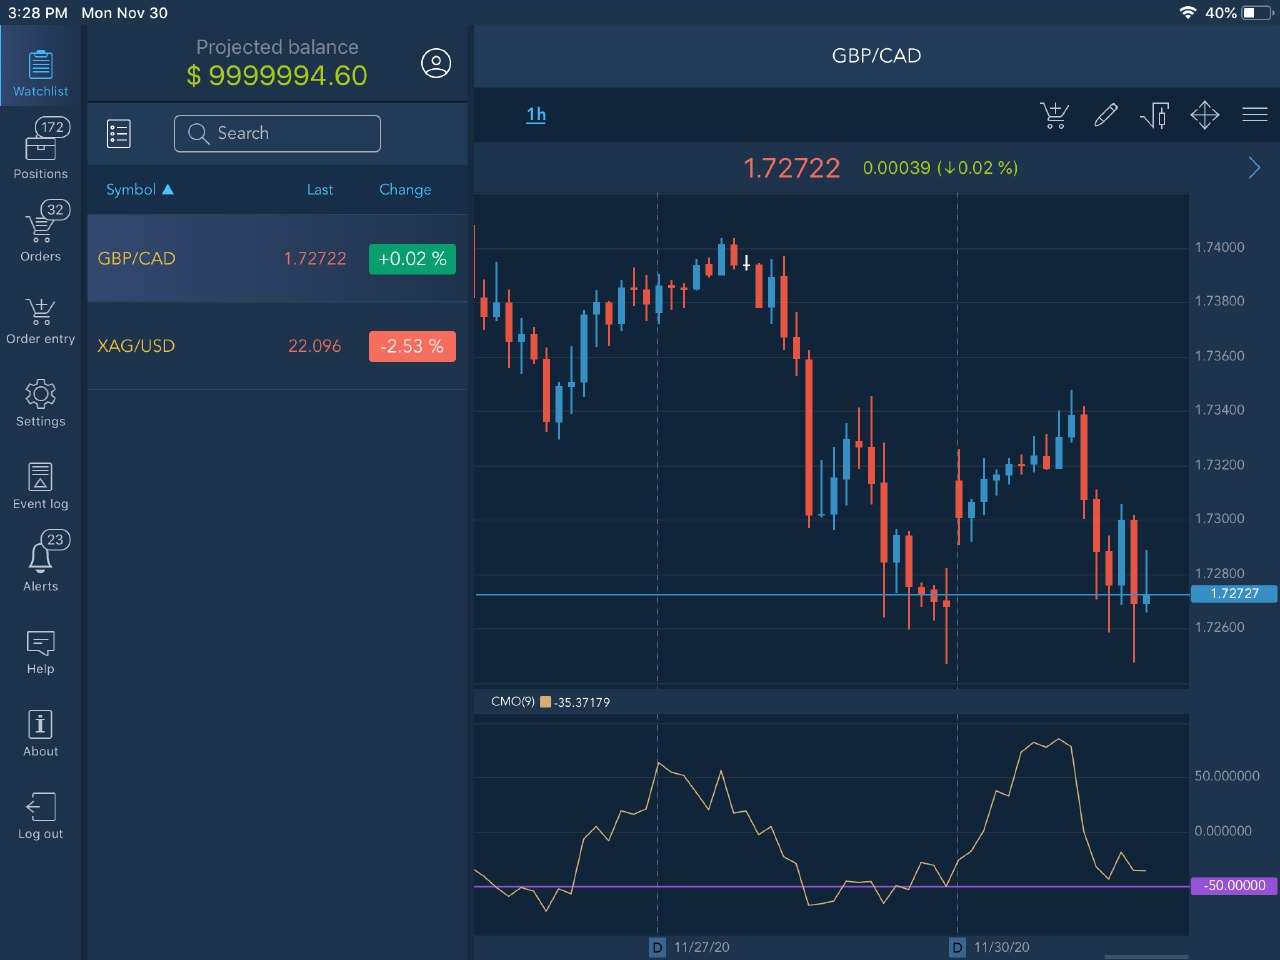 3:28 PM Mon Nov 30
40%
Watchlist
172
Positions
32
Orders
Order entry
Settings
Event log
23
Alerts
Help
About
Log out
Projected balance
$ 9999994.60
Search
Symbol ▲ Last Change
GBP/CAD 1.72722 +0.02 %
XAG/USD 22.096 -2.53 %
GBP/CAD
1h
1.72722 0.00039 (↓0.02 %)
1.74000
1.73800
1.73600
1.73400
1.73200
1.73000
1.72800
1.72727
1.72600
CMO(9) -35.37179
50.000000
0.000000
-50.00000
D 11/27/20 D 11/30/20